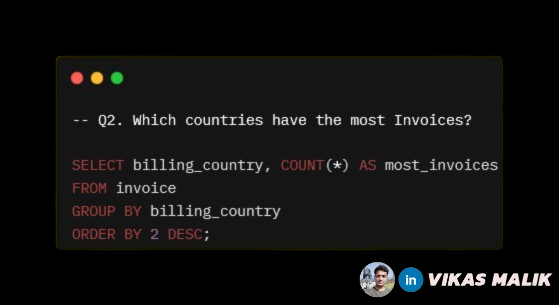 -- Q2. Which countries have the most Invoices?
SELECT billing_country, COUNT(*) AS most_invoices
FROM invoice
GROUP BY billing_country
ORDER BY 2 DESC;
in VIKAS MALIK